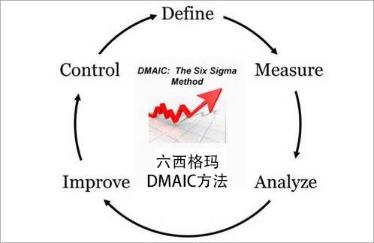 Define
Control
DMAIC: The Six Sigma
Method
Measure
六西格玛
DMAIC方法
Improve
Analyze